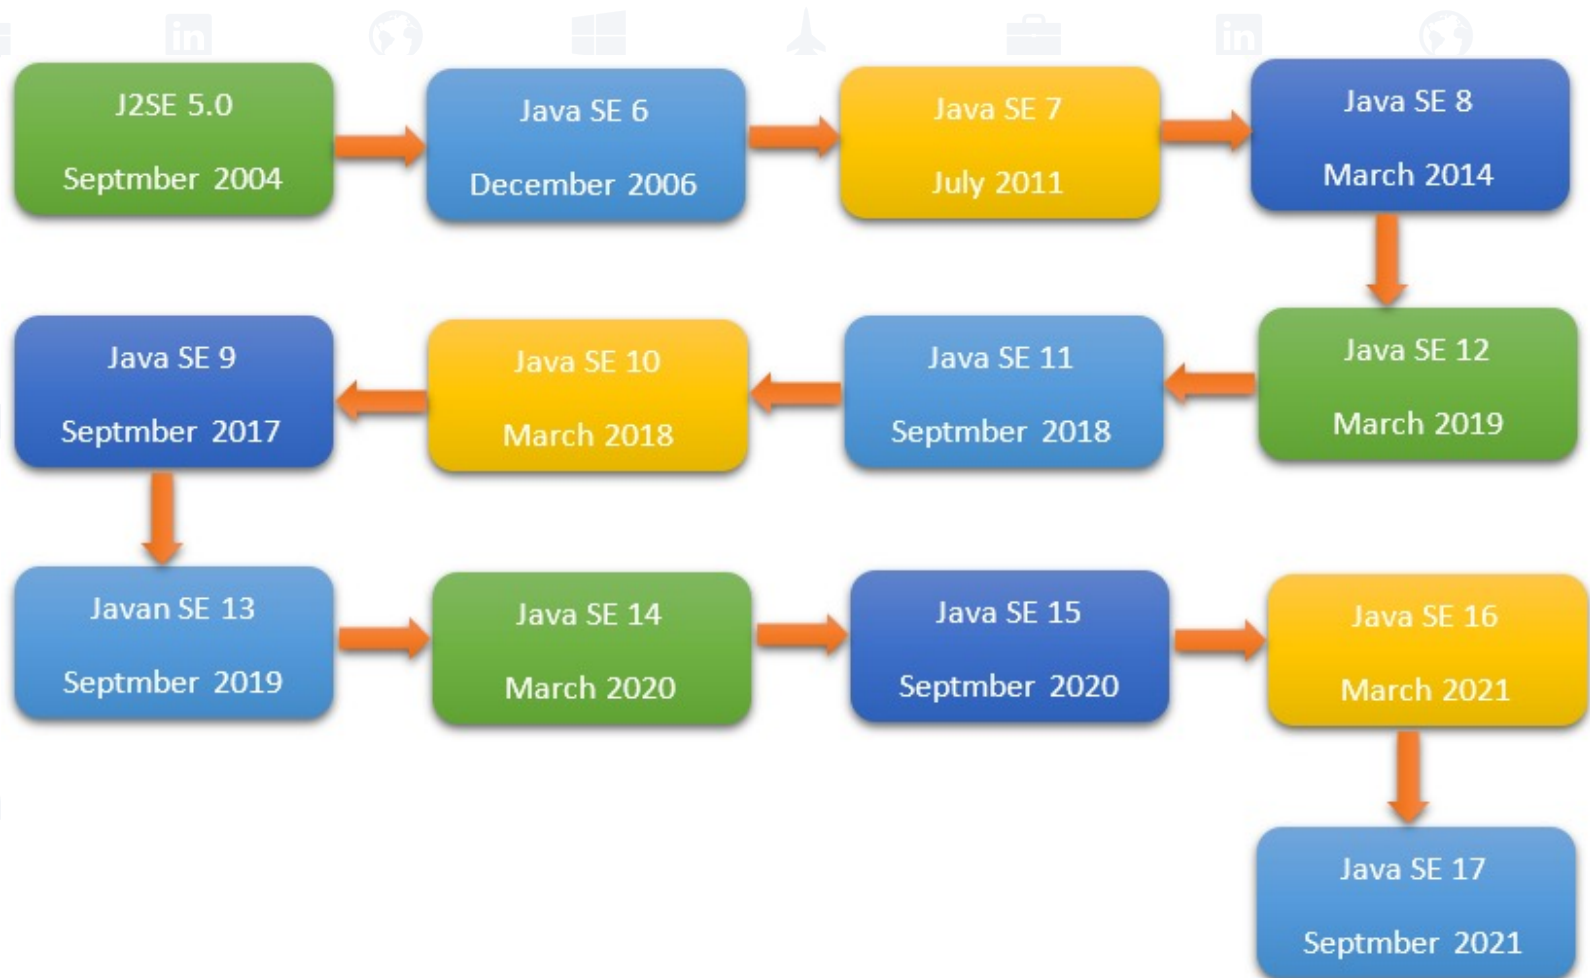 J2SE 5.0
Septmber 2004
Java SE 6
December 2006
Java SE 7
July 2011
Java SE 8
March 2014
Java SE 12
March 2019
Java SE 11
Septmber 2018
Java SE 10
March 2018
Java SE 9
Septmber 2017
Javan SE 13
Septmber 2019
Java SE 14
March 2020
Java SE 15
Septmber 2020
Java SE 16
March 2021
Java SE 17
Septmber 2021